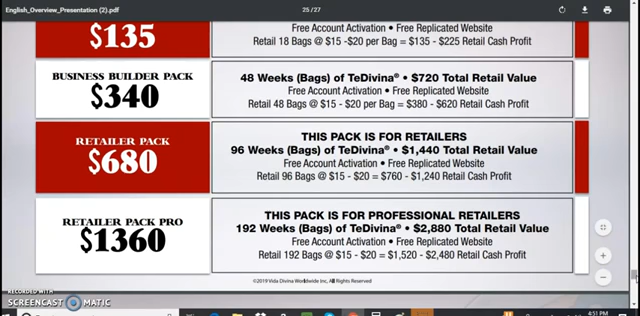 English_Overview_Presentation (2).pdf
25 / 27
$135
Free Account Activation • Free Replicated Website
Retail 18 Bags @ $15 -$20 per Bag = $135 - $225 Retail Cash Profit
BUSINESS BUILDER PACK
$340
48 Weeks (Bags) of TeDivina® • $720 Total Retail Value
Free Account Activation • Free Replicated Website
Retail 48 Bags @ $15 - $20 per Bag = $380 - $620 Retail Cash Profit
RETAILER PACK
$680
THIS PACK IS FOR RETAILERS
96 Weeks (Bags) of TeDivina® • $1,440 Total Retail Value
Free Account Activation • Free Replicated Website
Retail 96 Bags @ $15 - $20 = $760 - $1,240 Retail Cash Profit
RETAILER PACK PRO
$1360
THIS PACK IS FOR PROFESSIONAL RETAILERS
192 Weeks (Bags) of TeDivina® • $2,880 Total Retail Value
Free Account Activation • Free Replicated Website
Retail 192 Bags @ $15 - $20 = $1,520 - $2,480 Retail Cash Profit
©2019 Vida Divina Worldwide Inc, All Rights Reserved
RECORDED WITH
SCREENCAST MATIC
4:51 PM